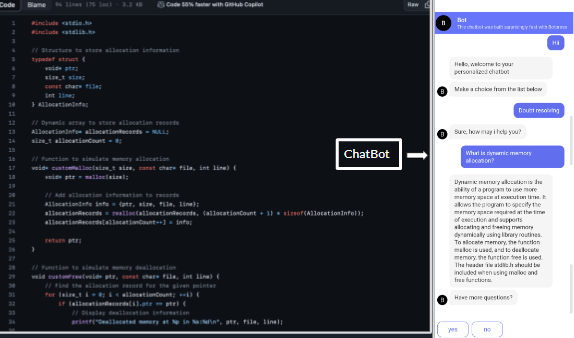 Code Blame 94 lines (75 loc) · 3.2 KB Code 55% faster with GitHub Copilot Raw
1 #include <stdio.h>
2 #include <stdlib.h>
3
4 // Structure to store allocation information
5 typedef struct {
6 void* ptr;
7 size_t size;
8 const char* file;
9 int line;
10 } AllocationInfo;
11
12 // Dynamic array to store allocation records
13 AllocationInfo* allocationRecords = NULL;
14 size_t allocationCount = 0;
15
16 // Function to simulate memory allocation
17 void* customMalloc(size_t size, const char* file, int line) {
18 void* ptr = malloc(size);
19
20 // Add allocation information to records
21 AllocationInfo info = {ptr, size, file, line};
22 allocationRecords = realloc(allocationRecords, (allocationCount + 1) * sizeof(AllocationInfo));
23 allocationRecords[allocationCount++] = info;
24
25 return ptr;
26 }
27
28 // Function to simulate memory deallocation
29 void customFree(void* ptr, const char* file, int line) {
30 // Find the allocation record for the given pointer
31 for (size_t i = 0; i < allocationCount; ++i) {
32 if (allocationRecords[i].ptr == ptr) {
33 // Display deallocation information
34 printf("Deallocated memory at %p in %s:%d\n", ptr, file, line);
ChatBot
B Bot
This chatbot was built surprisingly fast with
Hii
Hello, welcome to your
personalized chatbot
B Make a choice from the list below
Doubt resolving
B Sure, how may i help you?
What is dynamic memory
allocation?
Dynamic memory allocation is the
ability of a program to use more
memory space at execution time. It
allows the program to specify the
memory space required at the time
of execution and supports
allocating and freeing memory
dynamically using library routines.
To allocate memory, the function
malloc is used, and to deallocate
memory, the function free is used.
The header file stdlib.h should be
included when using malloc and
free functions.
B Have more questions?
yes no